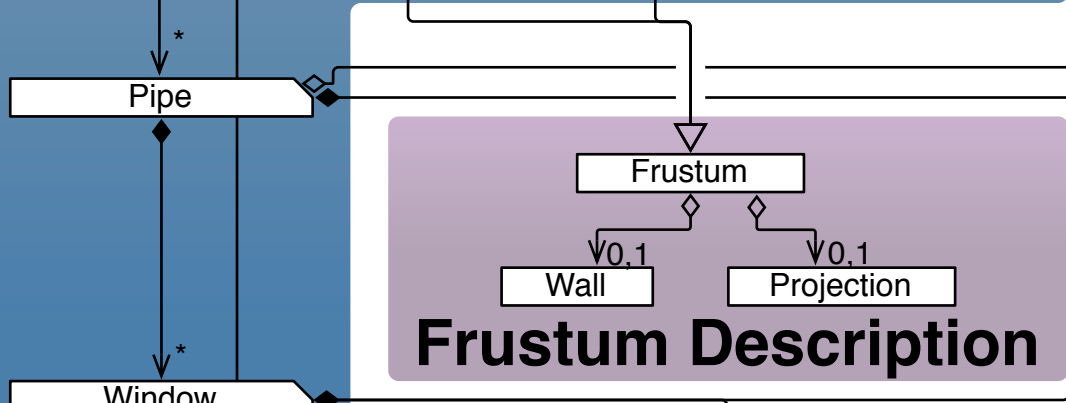 *
Pipe
Frustum
0,1
0,1
Wall
Projection
Frustum Description
*
Window